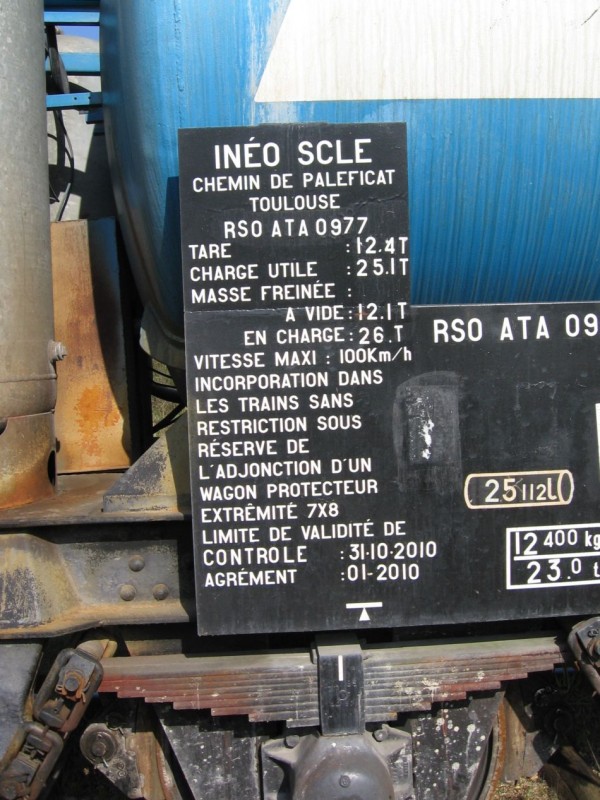 INÉO SCLE
CHEMIN DE PALEFICAT
TOULOUSE
RSO ATA 0977
TARE : 12.4T
CHARGE UTILE : 25.1T
MASSE FREINÉE :
A VIDE : 12.1T
EN CHARGE : 26.T
VITESSE MAXI : 100Km/h
INCORPORATION DANS
LES TRAINS SANS
RESTRICTION SOUS
RÉSERVE DE
L'ADJONCTION D'UN
WAGON PROTECTEUR
EXTRÊMITÉ 7X8
LIMITE DE VALIDITÉ DE
CONTROLE : 31-10-2010
AGRÉMENT : 01-2010
RSO ATA 09
25112l
12 400 kg
23.0 t